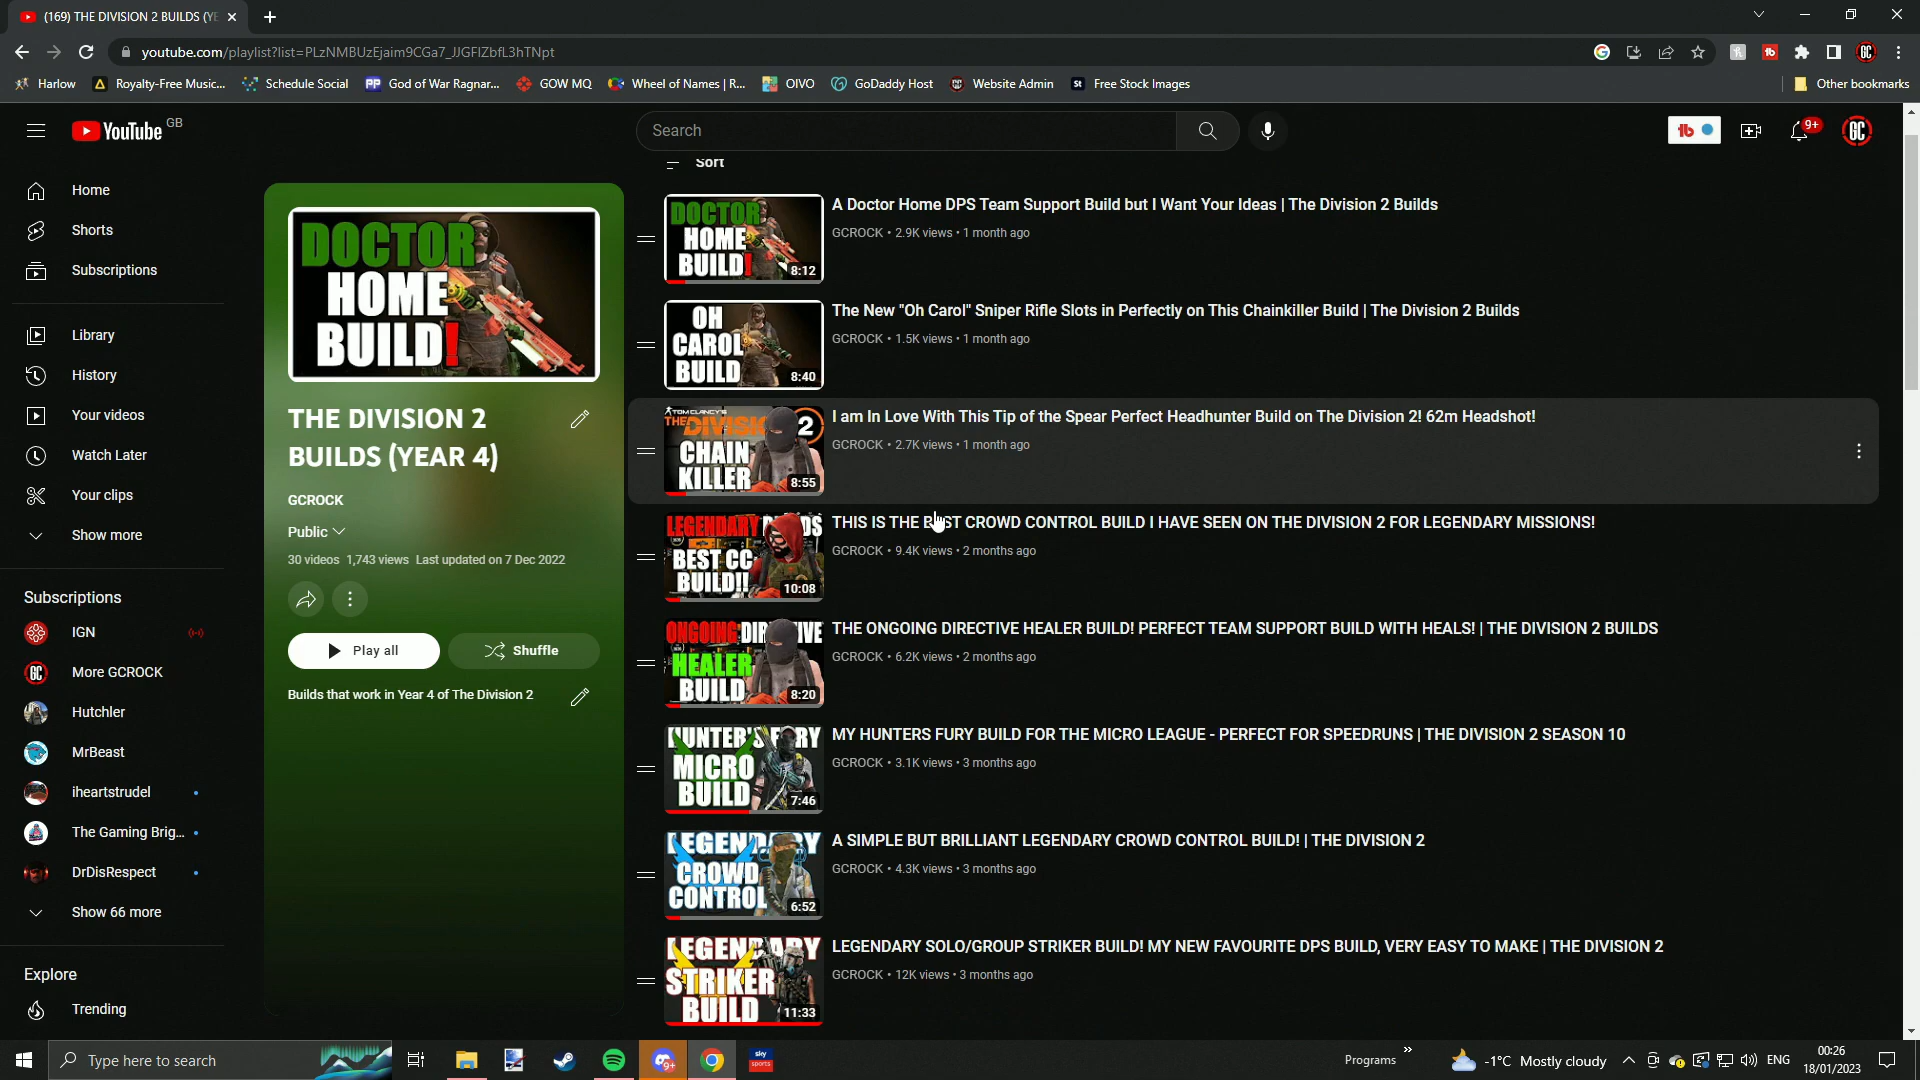 (169) THE DIVISION 2 BUILDS (YE
youtube.com/playlist?list=PLzNMBUzEjaim9CGa7_JJGFIZbfL3hTNpt
Harlow
Royalty-Free Music...
Schedule Social
God of War Ragnar...
GOW MQ
Wheel of Names | R...
OIVO
GoDaddy Host
Website Admin
Free Stock Images
Other bookmarks
YouTube GB
Search
9+
Home
Shorts
Subscriptions
Library
History
Your videos
Watch Later
Your clips
Show more
Subscriptions
IGN
More GCROCK
Hutchler
MrBeast
iheartstrudel
The Gaming Brig...
DrDisRespect
Show 66 more
Explore
Trending
DOCTOR
HOME
BUILD!
THE DIVISION 2
BUILDS (YEAR 4)
GCROCK
Public
30 videos 1,743 views Last updated on 7 Dec 2022
Play all
Shuffle
Builds that work in Year 4 of The Division 2
Sort
DOCTOR
HOME
BUILD!
8:12
A Doctor Home DPS Team Support Build but I Want Your Ideas | The Division 2 Builds
GCROCK • 2.9K views • 1 month ago
OH
CAROL
BUILD
8:40
The New "Oh Carol" Sniper Rifle Slots in Perfectly on This Chainkiller Build | The Division 2 Builds
GCROCK • 1.5K views • 1 month ago
TOM CLANCY'S
2
CHAIN
KILLER
8:55
I am In Love With This Tip of the Spear Perfect Headhunter Build on The Division 2! 62m Headshot!
GCROCK • 2.7K views • 1 month ago
LEGENDARY
BEST CC
BUILD!!
10:08
THIS IS THE BEST CROWD CONTROL BUILD I HAVE SEEN ON THE DIVISION 2 FOR LEGENDARY MISSIONS!
GCROCK • 9.4K views • 2 months ago
ONGOING DIRECTIVE
HEALER
BUILD
8:20
THE ONGOING DIRECTIVE HEALER BUILD! PERFECT TEAM SUPPORT BUILD WITH HEALS! | THE DIVISION 2 BUILDS
GCROCK • 6.2K views • 2 months ago
HUNTER'S FURY
MICRO
BUILD
7:46
MY HUNTERS FURY BUILD FOR THE MICRO LEAGUE - PERFECT FOR SPEEDRUNS | THE DIVISION 2 SEASON 10
GCROCK • 3.1K views • 3 months ago
LEGENDARY
CROWD
CONTROL
6:52
A SIMPLE BUT BRILLIANT LEGENDARY CROWD CONTROL BUILD! | THE DIVISION 2
GCROCK • 4.3K views • 3 months ago
LEGENDARY
STRIKER
BUILD
11:33
LEGENDARY SOLO/GROUP STRIKER BUILD! MY NEW FAVOURITE DPS BUILD, VERY EASY TO MAKE | THE DIVISION 2
GCROCK • 12K views • 3 months ago
Type here to search
sky
sports
Programs
-1°C Mostly cloudy
ENG
00:26
18/01/2023